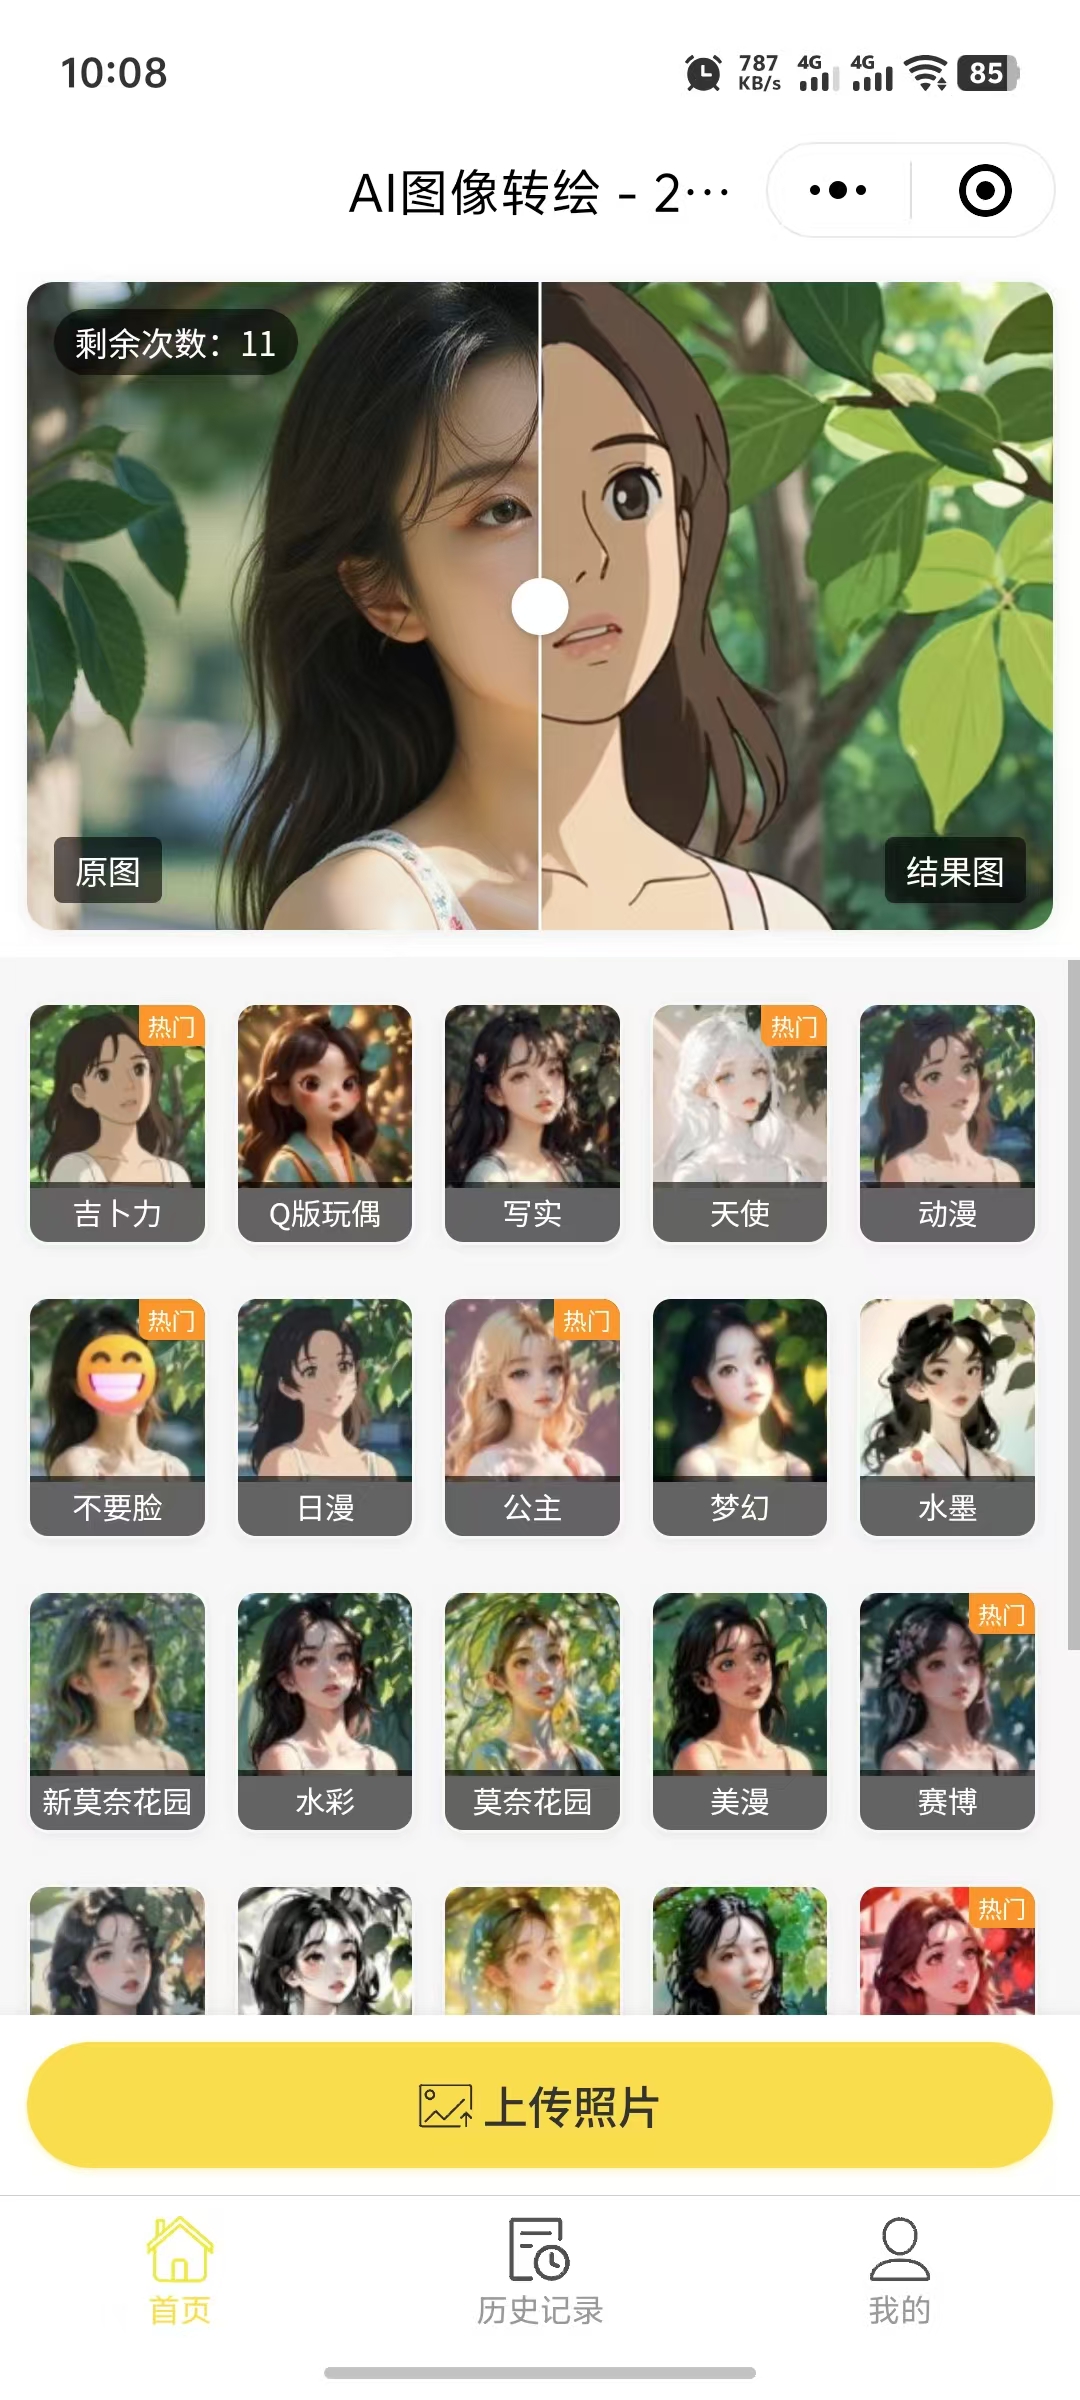 10:08
787
KB/s
4G
4G
85
AI图像转绘 - 2···
剩余次数：11
原图
结果图
热门
热门
吉卜力
Q版玩偶
写实
天使
动漫
热门
热门
不要脸
日漫
公主
梦幻
水墨
热门
新莫奈花园
水彩
莫奈花园
美漫
赛博
热门
上传照片
首页
历史记录
我的